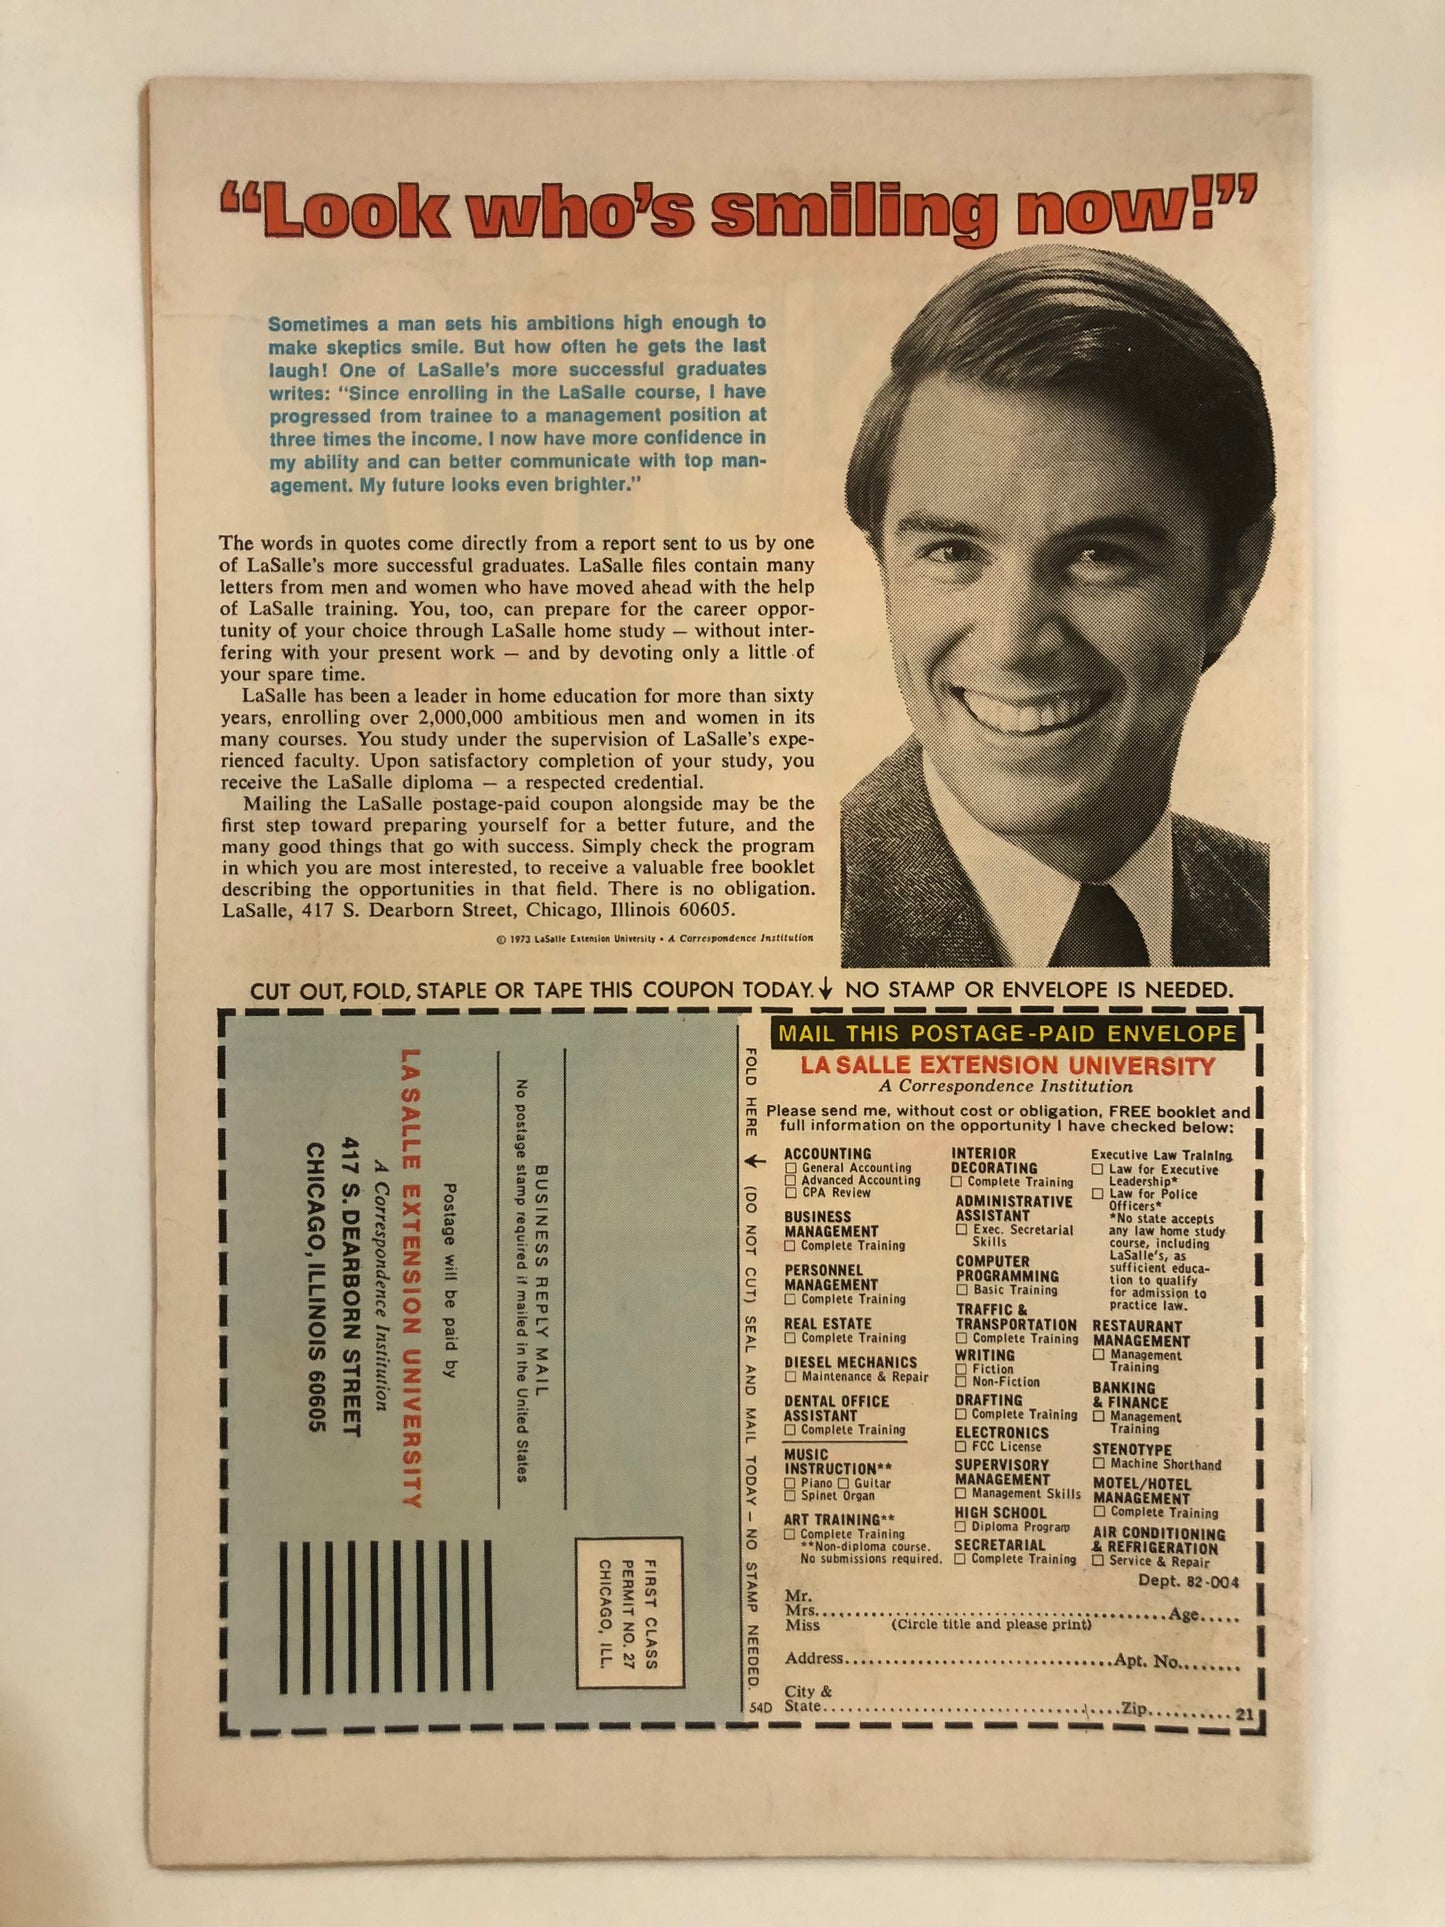 “Look who's smiling now!”
Sometimes a man sets his ambitions high enough to
make skeptics smile. But how often he gets the last
laugh! One of LaSalle's more successful graduates
writes: “Since enrolling in the LaSalle course, I have
progressed from trainee to a management position at
three times the income. I now have more confidence in
my ability and can better communicate with top man-
agement. My future looks even brighter.”
The words in quotes come directly from a report sent to us by one
of LaSalle's more successful graduates. LaSalle files contain many
letters from men and women who have moved ahead with the help
of LaSalle training. You, too, can prepare for the career oppor-
tunity of your choice through LaSalle home study — without inter-
fering with your present work — and by devoting only a little of
your spare time.
LaSalle has been a leader in home education for more than sixty
years, enrolling over 2,000,000 ambitious men and women in its
many courses. You study under the supervision of LaSalle's expe-
rienced faculty. Upon satisfactory completion of your study, you
receive the LaSalle diploma — a respected credential.
Mailing the LaSalle postage-paid coupon alongside may be the
first step toward preparing yourself for a better future, and the
many good things that go with success. Simply check the program
in which you are most interested, to receive a valuable free booklet
describing the opportunities in that field. There is no obligation.
LaSalle, 417 S. Dearborn Street, Chicago, Illinois 60605.
© 1973 LaSalle Extension University • A Correspondence Institution
CUT OUT, FOLD, STAPLE OR TAPE THIS COUPON TODAY. ↓ NO STAMP OR ENVELOPE IS NEEDED.
FIRST CLASS
PERMIT NO. 27
CHICAGO, ILL.
BUSINESS REPLY MAIL
No postage stamp required if mailed in the United States
Postage will be paid by
LA SALLE EXTENSION UNIVERSITY
A Correspondence Institution
417 S. DEARBORN STREET
CHICAGO, ILLINOIS 60605
FOLD HERE ↓ (DO NOT CUT) SEAL AND MAIL TODAY — NO STAMP NEEDED.
54D
MAIL THIS POSTAGE-PAID ENVELOPE
LA SALLE EXTENSION UNIVERSITY
A Correspondence Institution
Please send me, without cost or obligation, FREE booklet and
full information on the opportunity I have checked below:
ACCOUNTING
☐ General Accounting
☐ Advanced Accounting
☐ CPA Review
BUSINESS
MANAGEMENT
☐ Complete Training
PERSONNEL
MANAGEMENT
☐ Complete Training
REAL ESTATE
☐ Complete Training
DIESEL MECHANICS
☐ Maintenance & Repair
DENTAL OFFICE
ASSISTANT
☐ Complete Training
MUSIC
INSTRUCTION**
☐ Piano ☐ Guitar
☐ Spinet Organ
ART TRAINING**
☐ Complete Training
**Non-diploma course.
No submissions required.
INTERIOR
DECORATING
☐ Complete Training
ADMINISTRATIVE
ASSISTANT
☐ Exec. Secretarial
Skills
COMPUTER
PROGRAMMING
☐ Basic Training
TRAFFIC &
TRANSPORTATION
☐ Complete Training
WRITING
☐ Fiction
☐ Non-Fiction
DRAFTING
☐ Complete Training
ELECTRONICS
☐ FCC License
SUPERVISORY
MANAGEMENT
☐ Management Skills
HIGH SCHOOL
☐ Diploma Program
SECRETARIAL
☐ Complete Training
Executive Law Training
☐ Law for Executive
Leadership*
☐ Law for Police
Officers*
*No state accepts
any law home study
course, including
LaSalle's, as
sufficient educa-
tion to qualify
for admission to
practice law.
RESTAURANT
MANAGEMENT
☐ Management
Training
BANKING
& FINANCE
☐ Management
Training
STENOTYPE
☐ Machine Shorthand
MOTEL/HOTEL
MANAGEMENT
☐ Complete Training
AIR CONDITIONING
& REFRIGERATION
☐ Service & Repair
Dept. 82-004
Mr.
Mrs. Age
Miss (Circle title and please print)
Address Apt. No.
City &
State Zip 21